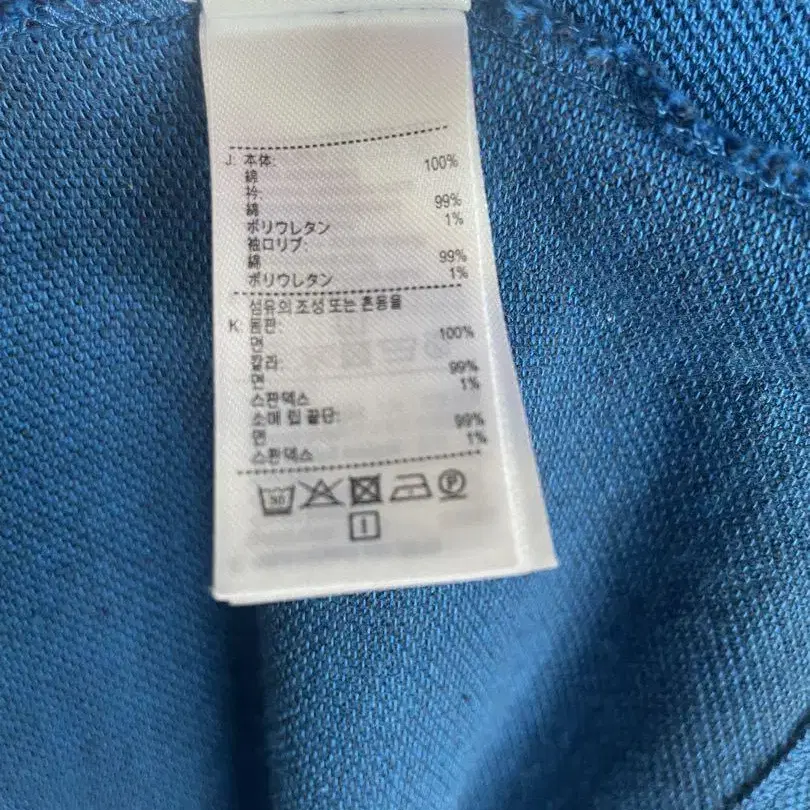 J: 本体:
綿 100%
衿:
綿 99%
ポリウレタン 1%
袖口リブ:
綿 99%
ポリウレタン 1%
섬유의 조성 또는 혼용율
K: 몸판:
면 100%
칼라:
면 99%
스판덱스 1%
소매 립 끝단:
면 99%
스판덱스 1%